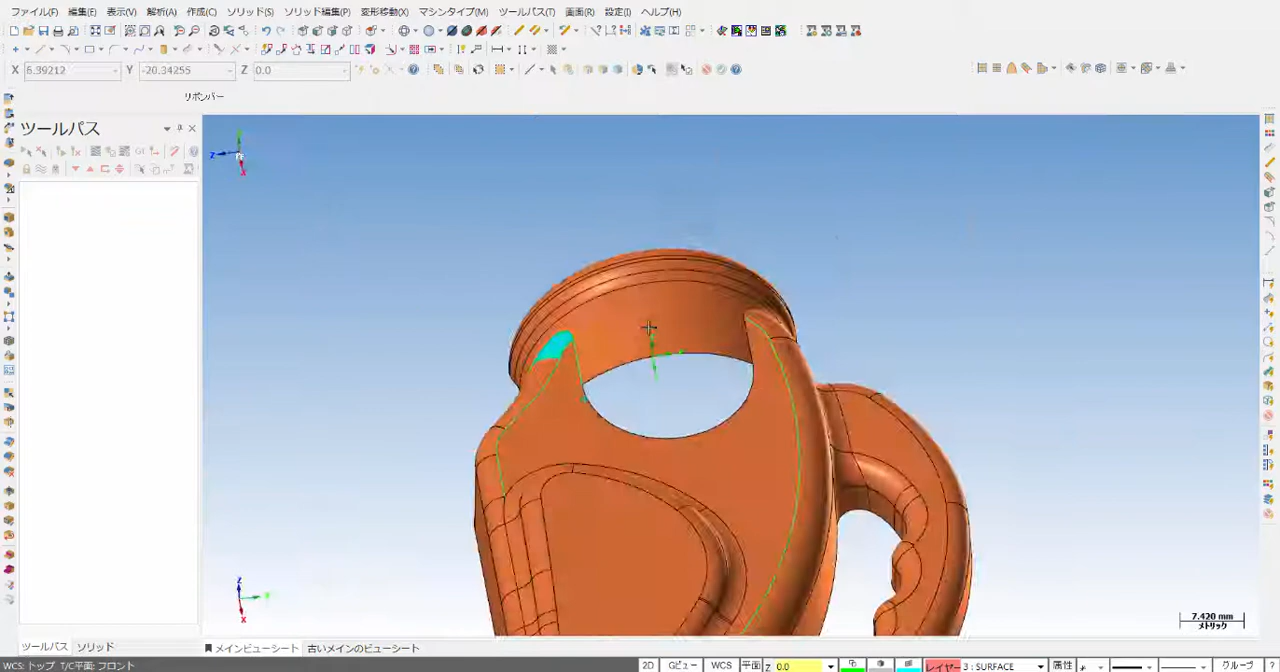 ファイル(F) 編集(E) 表示(V) 解析(A) 作成(C) ソリッド(S) ソリッド編集(P) 変形移動(X) マシンタイプ(M) ツールパス(T) 画面(R) 設定(I) ヘルプ(H)
X 6.39212 Y -20.34255 Z 0.0
リボンバー
ツールパス
G1
Z
X
Z
X
7.420 mm
メトリック
ツールパス ソリッド メインビューシート 古いメインのビューシート
WCS: トップ T/C平面: フロント 2D Gビュー WCS 平面 Z 0.0 レイヤー 3 : SURFACE 属性 グループ